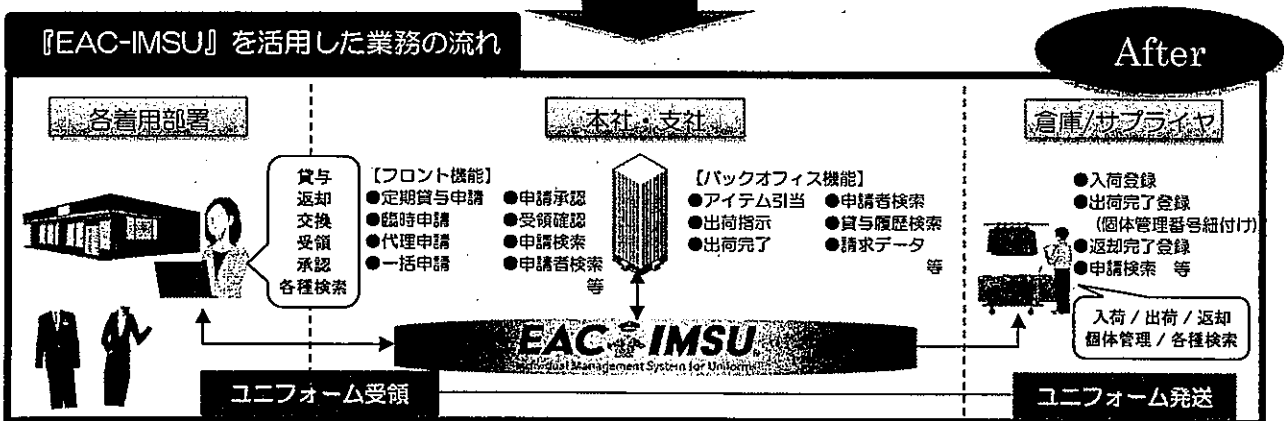 『EAC-IMSU』を活用した業務の流れ
After
各着用部署
本社・支社
倉庫/サプライヤ
貸与
返却
交換
受領
承認
各種検索
【フロント機能】
●定期貸与申請
●臨時申請
●代理申請
●一括申請
●申請承認
●受領確認
●申請検索
●申請者検索
等
【バックオフィス機能】
●アイテム引当
●出荷指示
●出荷完了
●申請者検索
●貸与履歴検索
●請求データ
等
●入荷登録
●出荷完了登録
(個体管理番号紐付け)
●返却完了登録
●申請検索 等
入荷 / 出荷 / 返却
個体管理 / 各種検索
EAC IMSU
Individual Management System for Uniforms
ユニフォーム受領
ユニフォーム発送